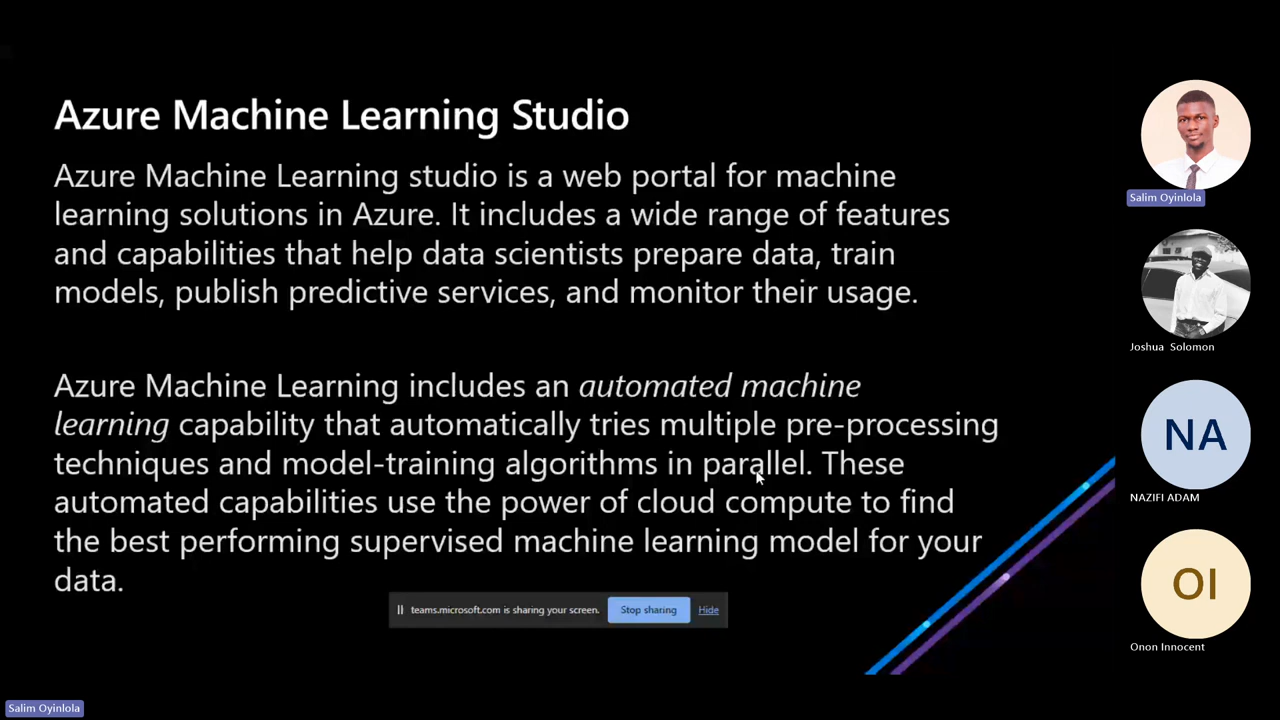 Azure Machine Learning Studio
Azure Machine Learning studio is a web portal for machine
learning solutions in Azure. It includes a wide range of features
and capabilities that help data scientists prepare data, train
models, publish predictive services, and monitor their usage.
Azure Machine Learning includes an automated machine
learning capability that automatically tries multiple pre-processing
techniques and model-training algorithms in parallel. These
automated capabilities use the power of cloud compute to find
the best performing supervised machine learning model for your
data.
teams.microsoft.com is sharing your screen.
Stop sharing
Hide
Salim Oyinlola
Joshua Solomon
NA
NAZIFI ADAM
OI
Onon Innocent
Salim Oyinlola